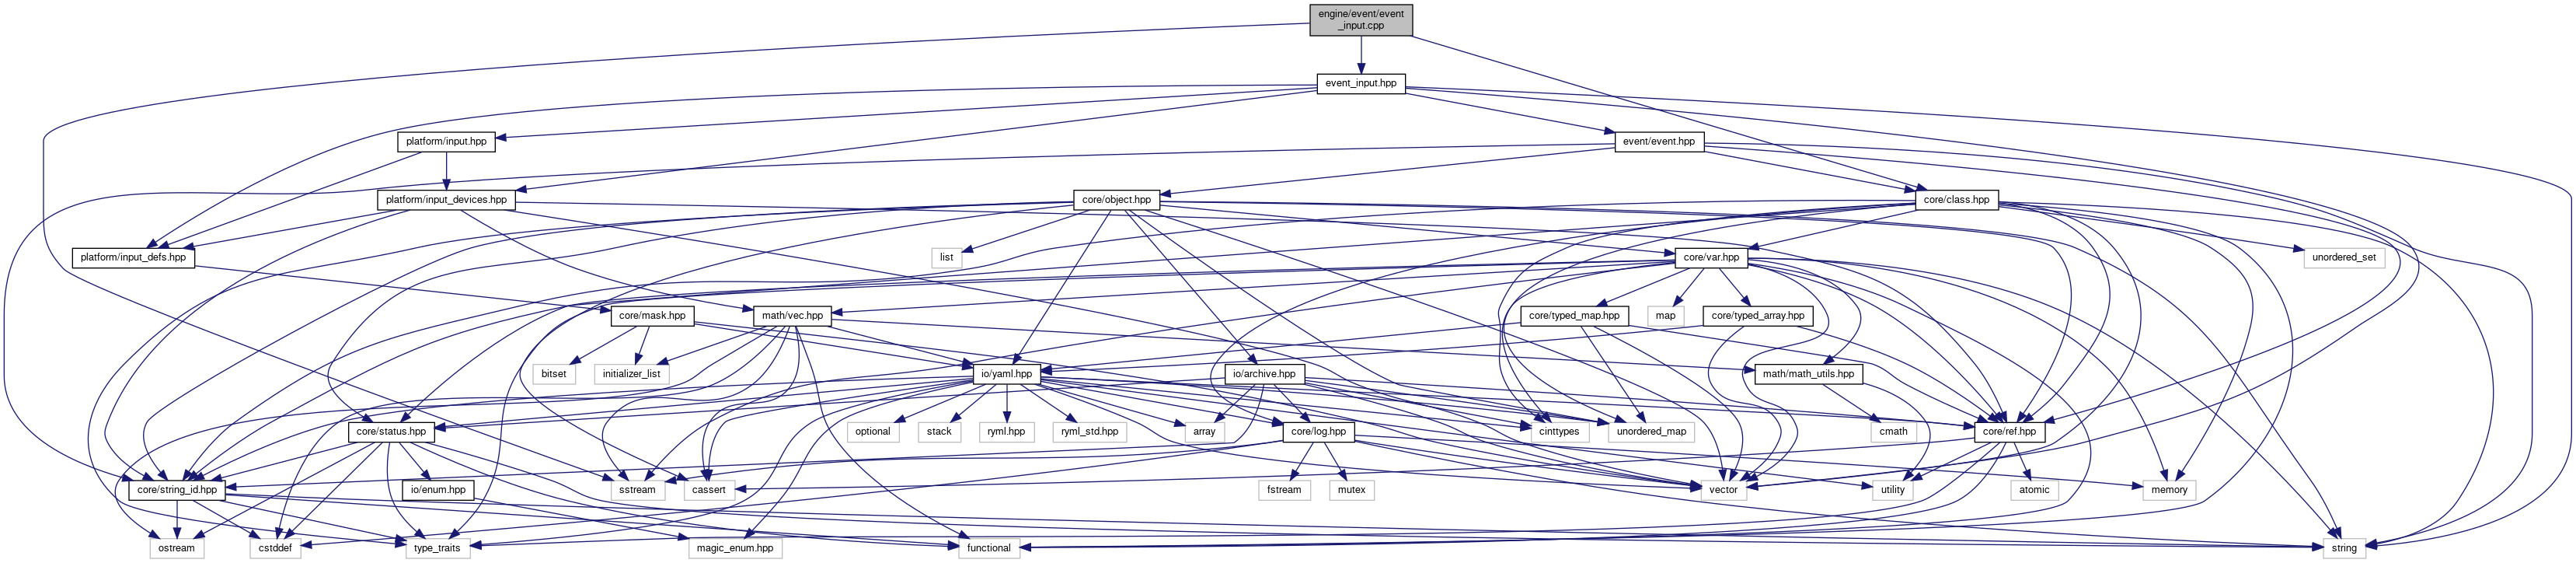 engine/event/event
_input.cpp
event_input.hpp
platform/input.hpp
event/event.hpp
platform/input_devices.hpp
core/object.hpp
core/class.hpp
platform/input_defs.hpp
list
core/var.hpp
unordered_set
core/mask.hpp
math/vec.hpp
core/typed_map.hpp
map
core/typed_array.hpp
bitset
initializer_list
io/yaml.hpp
io/archive.hpp
math/math_utils.hpp
core/status.hpp
optional
stack
ryml.hpp
ryml_std.hpp
array
core/log.hpp
cinttypes
unordered_map
cmath
core/ref.hpp
core/string_id.hpp
io/enum.hpp
sstream
cassert
fstream
mutex
vector
utility
atomic
memory
ostream
cstddef
type_traits
magic_enum.hpp
functional
string